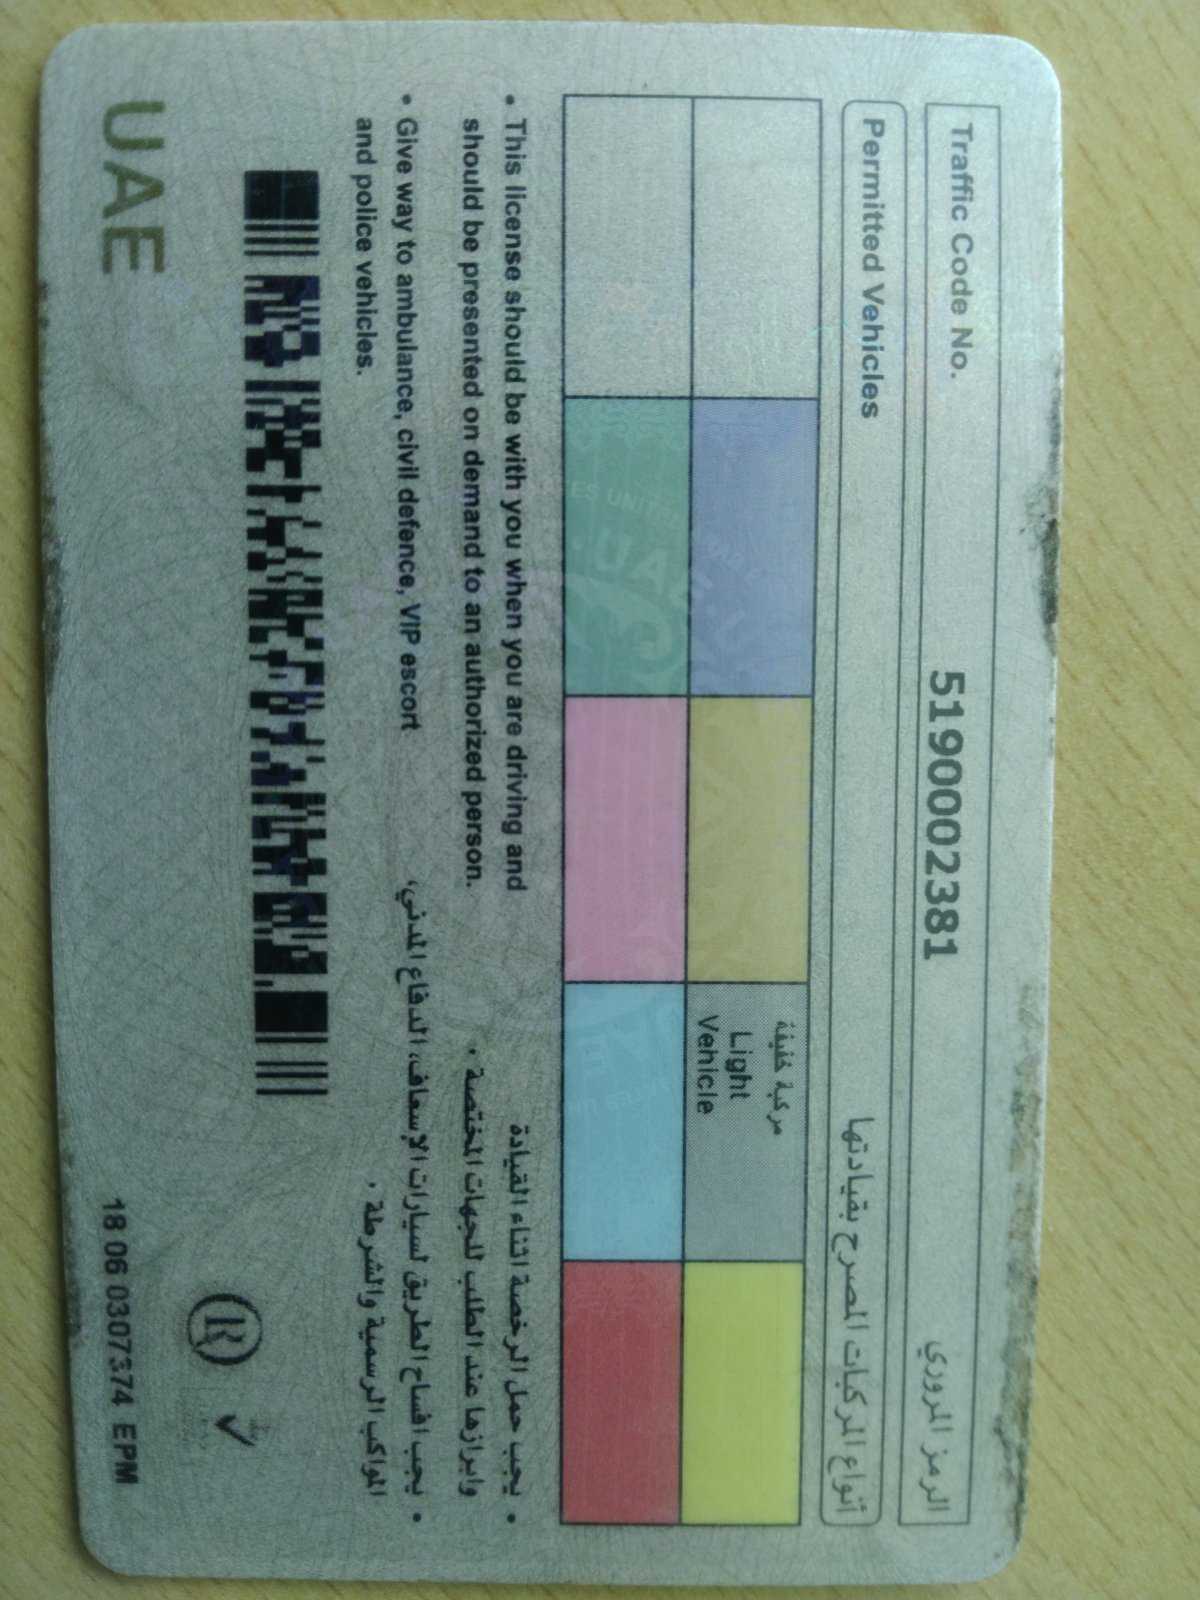 Traffic Code No. 5190002381 الرمز المروري
Permitted Vehicles أنواع المركبات المصرح بقيادتها
مركبة خفيفة
Light
Vehicle
• This license should be with you when you are driving and
should be presented on demand to an authorized person.
• Give way to ambulance, civil defence, VIP escort
and police vehicles.
• يجب حمل الرخصة اثناء القيادة
وابرازها عند الطلب للجهات المختصة .
• يجب افساح الطريق لسيارات الإسعاف، الدفاع المدني،
المواكب الرسمية والشرطة .
R
UAE
18 06 0307374 EPM